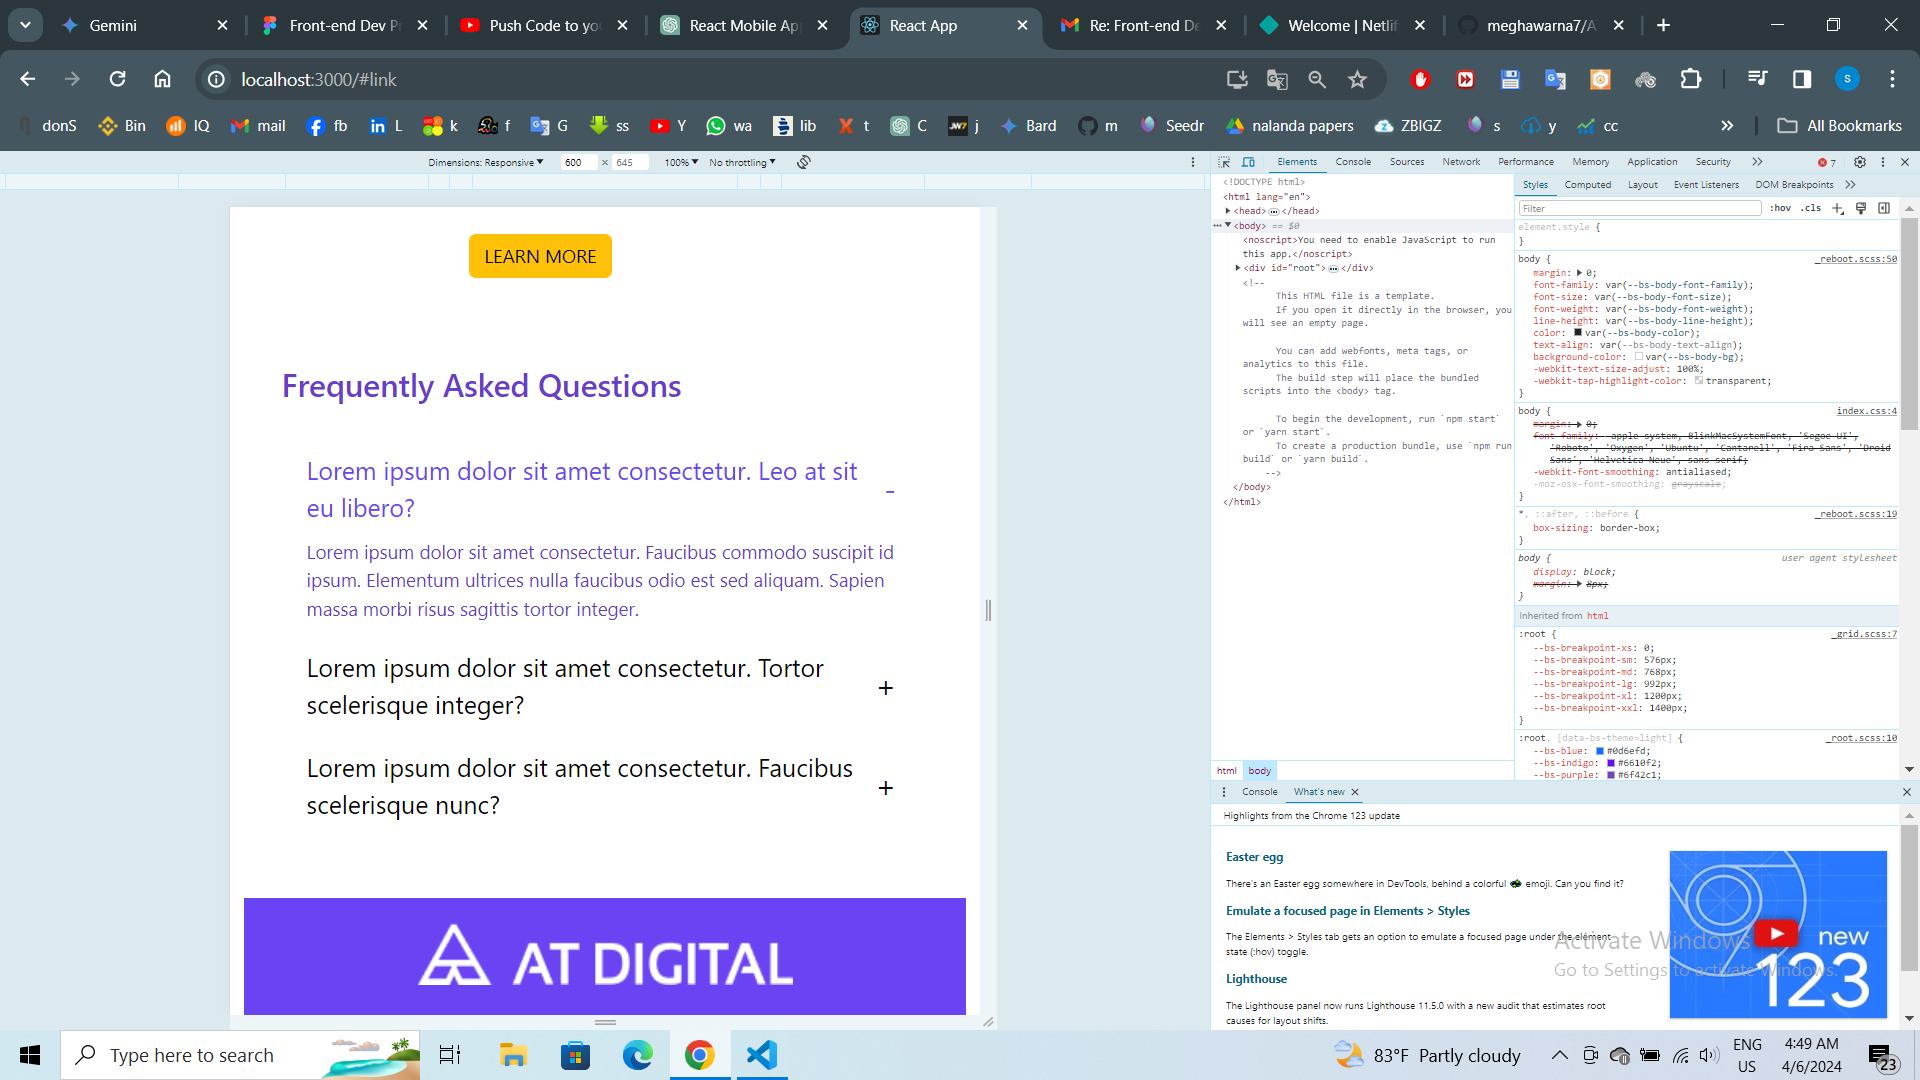 Gemini
Front-end Dev Pr
Push Code to yo
React Mobile Ap
React App
Re: Front-end De
Welcome | Netlif
meghawarna7/A
localhost:3000/#link
donS
Bin
IQ
mail
fb
L
k
f
G
ss
Y
wa
lib
t
C
j
Bard
m
Seedr
nalanda papers
ZBIGZ
s
y
cc
All Bookmarks
Dimensions: Responsive
600 × 645
100%
No throttling
LEARN MORE
Frequently Asked Questions
Lorem ipsum dolor sit amet consectetur. Leo at sit
eu libero?
-
Lorem ipsum dolor sit amet consectetur. Faucibus commodo suscipit id
ipsum. Elementum ultrices nulla faucibus odio est sed aliquam. Sapien
massa morbi risus sagittis tortor integer.
Lorem ipsum dolor sit amet consectetur. Tortor
scelerisque integer?
+
Lorem ipsum dolor sit amet consectetur. Faucibus
scelerisque nunc?
+
AT DIGITAL
Elements Console Sources Network Performance Memory Application Security
7
<!DOCTYPE html>
<html lang="en">
<head> </head>
<body> == $0
<noscript>You need to enable JavaScript to run
this app.</noscript>
<div id="root"> </div>
<!--
This HTML file is a template.
If you open it directly in the browser, you
will see an empty page.
You can add webfonts, meta tags, or
analytics to this file.
The build step will place the bundled
scripts into the <body> tag.
To begin the development, run `npm start`
or `yarn start`.
To create a production bundle, use `npm run
build` or `yarn build`.
-->
</body>
</html>
html body
Styles Computed Layout Event Listeners DOM Breakpoints
Filter
:hov .cls
element.style {
}
body { _reboot.scss:50
margin: 0;
font-family: var(--bs-body-font-family);
font-size: var(--bs-body-font-size);
font-weight: var(--bs-body-font-weight);
line-height: var(--bs-body-line-height);
color: var(--bs-body-color);
text-align: var(--bs-body-text-align);
background-color: var(--bs-body-bg);
-webkit-text-size-adjust: 100%;
-webkit-tap-highlight-color: transparent;
}
body { index.css:4
margin: 0;
font-family: -apple-system, BlinkMacSystemFont, 'Segoe UI',
'Roboto', 'Oxygen', 'Ubuntu', 'Cantarell', 'Fira Sans', 'Droid
Sans', 'Helvetica Neue', sans-serif;
-webkit-font-smoothing: antialiased;
-moz-osx-font-smoothing: grayscale;
}
*, ::after, ::before { _reboot.scss:19
box-sizing: border-box;
}
body { user agent stylesheet
display: block;
margin: 8px;
}
Inherited from html
:root { _grid.scss:7
--bs-breakpoint-xs: 0;
--bs-breakpoint-sm: 576px;
--bs-breakpoint-md: 768px;
--bs-breakpoint-lg: 992px;
--bs-breakpoint-xl: 1200px;
--bs-breakpoint-xxl: 1400px;
}
:root, [data-bs-theme=light] { _root.scss:10
--bs-blue: #0d6efd;
--bs-indigo: #6610f2;
--bs-purple: #6f42c1;
Console What's new
Highlights from the Chrome 123 update
Easter egg
There's an Easter egg somewhere in DevTools, behind a colorful emoji. Can you find it?
Emulate a focused page in Elements > Styles
The Elements > Styles tab gets an option to emulate a focused page under the element
state (:hov) toggle.
Lighthouse
The Lighthouse panel now runs Lighthouse 11.5.0 with a new audit that estimates root
causes for layout shifts.
new
123
Activate Windows
Go to Settings to activate Windows.
Type here to search
83°F Partly cloudy
ENG
US
4:49 AM
4/6/2024
23